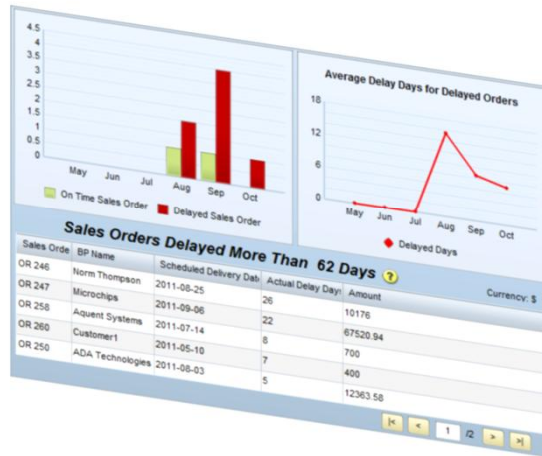 4.5
4
3.5
3
2.5
2
1.5
1
0.5
0
May Jun Jul Aug Sep Oct
On Time Sales Order Delayed Sales Order
Average Delay Days for Delayed Orders
18
12
6
0
May Jun Jul Aug Sep Oct
Delayed Days
Sales Orders Delayed More Than 62 Days ?
Currency: $
Sales Orde BP Name Scheduled Delivery Date Actual Delay Days Amount
OR 246 Norm Thompson 2011-08-25 26 10176
OR 247 Microchips 2011-09-06 22 67520.94
OR 258 Aquent Systems 2011-07-14 8 700
OR 260 Customer1 2011-05-10 7 400
OR 250 ADA Technologies 2011-08-03 5 12363.58
|< < 1 /2 > >|